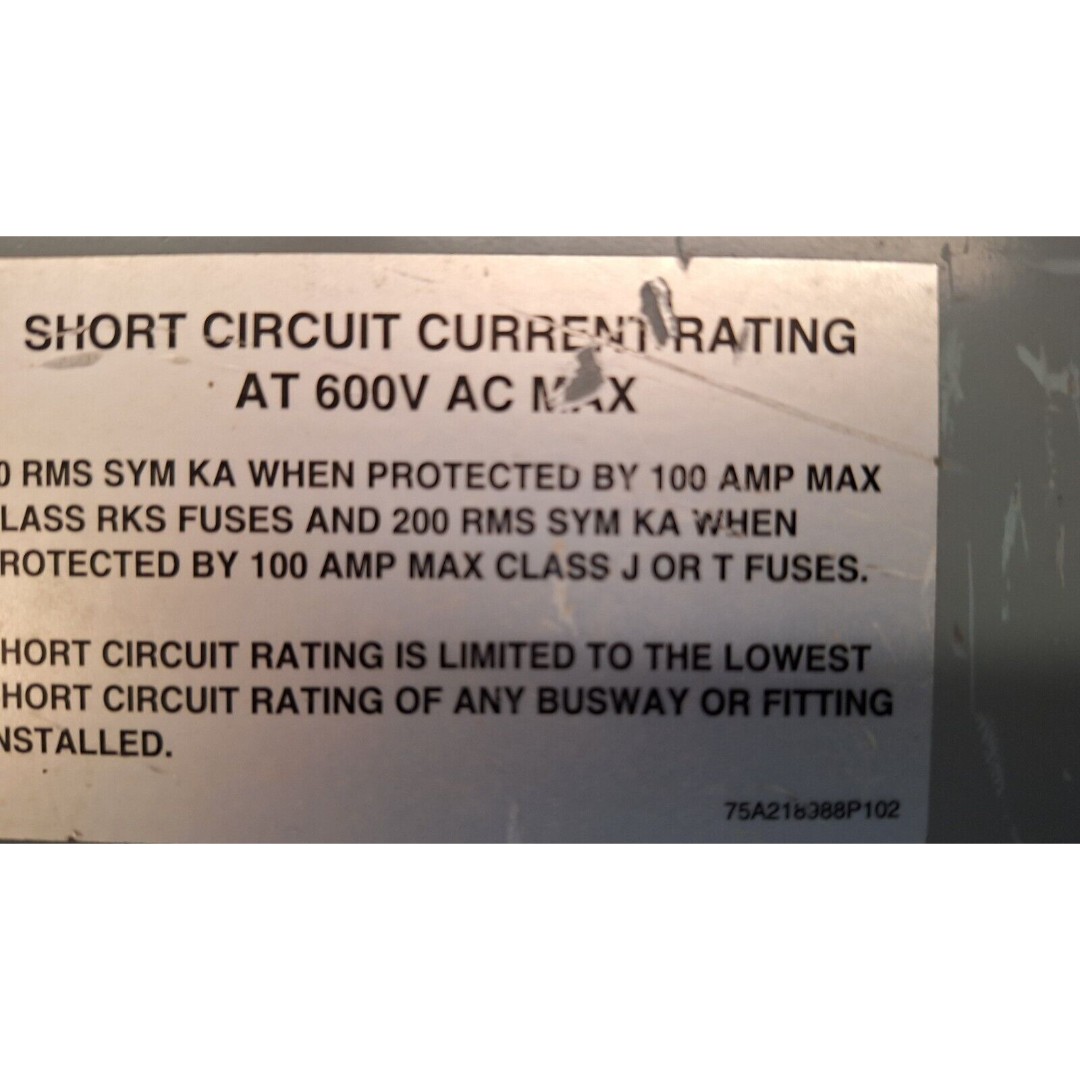 SHORT CIRCUIT CURRENT RATING
AT 600V AC MAX
0 RMS SYM KA WHEN PROTECTED BY 100 AMP MAX
LASS RKS FUSES AND 200 RMS SYM KA WHEN
ROTECTED BY 100 AMP MAX CLASS J OR T FUSES.
HORT CIRCUIT RATING IS LIMITED TO THE LOWEST
HORT CIRCUIT RATING OF ANY BUSWAY OR FITTING
NSTALLED.